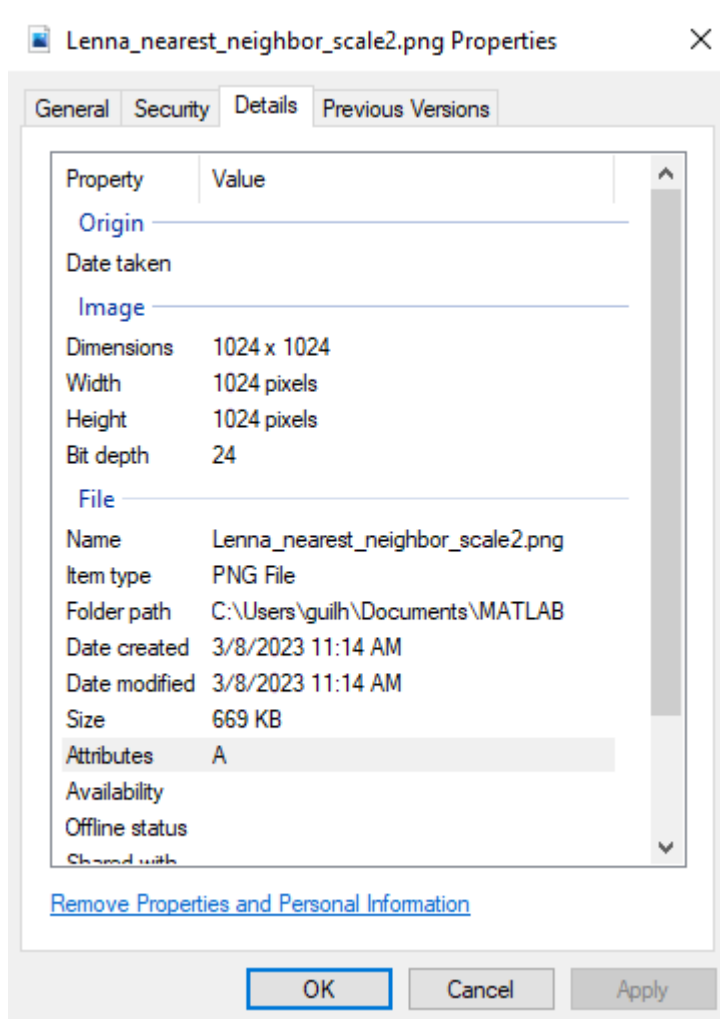 Lenna_nearest_neighbor_scale2.png Properties
General Security Details Previous Versions
Property Value
Origin
Date taken
Image
Dimensions 1024 x 1024
Width 1024 pixels
Height 1024 pixels
Bit depth 24
File
Name Lenna_nearest_neighbor_scale2.png
Item type PNG File
Folder path C:\Users\guilh\Documents\MATLAB
Date created 3/8/2023 11:14 AM
Date modified 3/8/2023 11:14 AM
Size 669 KB
Attributes A
Availability
Offline status
Shared with
Remove Properties and Personal Information
OK Cancel Apply